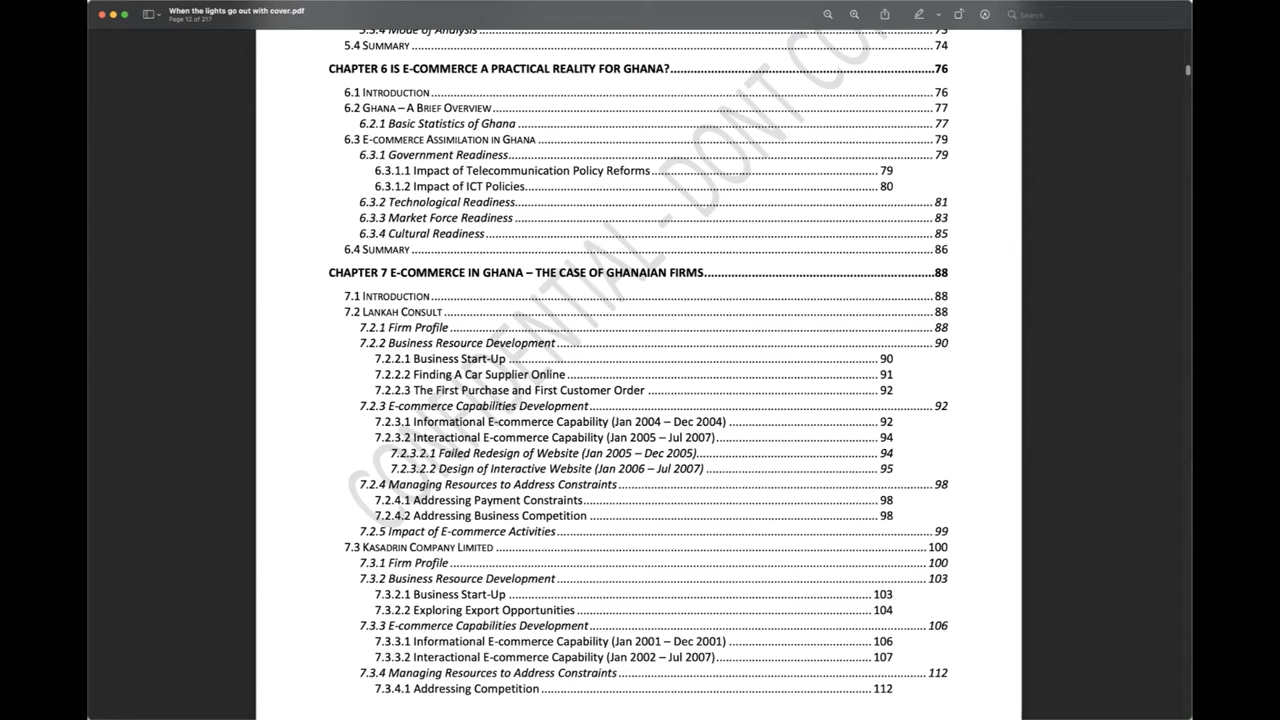 When the lights go out with cover.pdf
Page 12 of 217
Search
5.3.4 Mode of Analysis 75
5.4 SUMMARY 74
CHAPTER 6 IS E-COMMERCE A PRACTICAL REALITY FOR GHANA? 76
6.1 INTRODUCTION 76
6.2 GHANA – A BRIEF OVERVIEW 77
6.2.1 Basic Statistics of Ghana 77
6.3 E-COMMERCE ASSIMILATION IN GHANA 79
6.3.1 Government Readiness 79
6.3.1.1 Impact of Telecommunication Policy Reforms 79
6.3.1.2 Impact of ICT Policies 80
6.3.2 Technological Readiness 81
6.3.3 Market Force Readiness 83
6.3.4 Cultural Readiness 85
6.4 SUMMARY 86
CHAPTER 7 E-COMMERCE IN GHANA – THE CASE OF GHANAIAN FIRMS 88
7.1 INTRODUCTION 88
7.2 LANKAH CONSULT 88
7.2.1 Firm Profile 88
7.2.2 Business Resource Development 90
7.2.2.1 Business Start-Up 90
7.2.2.2 Finding A Car Supplier Online 91
7.2.2.3 The First Purchase and First Customer Order 92
7.2.3 E-commerce Capabilities Development 92
7.2.3.1 Informational E-commerce Capability (Jan 2004 – Dec 2004) 92
7.2.3.2 Interactional E-commerce Capability (Jan 2005 – Jul 2007) 94
7.2.3.2.1 Failed Redesign of Website (Jan 2005 – Dec 2005) 94
7.2.3.2.2 Design of Interactive Website (Jan 2006 – Jul 2007) 95
7.2.4 Managing Resources to Address Constraints 98
7.2.4.1 Addressing Payment Constraints 98
7.2.4.2 Addressing Business Competition 98
7.2.5 Impact of E-commerce Activities 99
7.3 KASADRIN COMPANY LIMITED 100
7.3.1 Firm Profile 100
7.3.2 Business Resource Development 103
7.3.2.1 Business Start-Up 103
7.3.2.2 Exploring Export Opportunities 104
7.3.3 E-commerce Capabilities Development 106
7.3.3.1 Informational E-commerce Capability (Jan 2001 – Dec 2001) 106
7.3.3.2 Interactional E-commerce Capability (Jan 2002 – Jul 2007) 107
7.3.4 Managing Resources to Address Constraints 112
7.3.4.1 Addressing Competition 112
CONFIDENTIAL - DONT